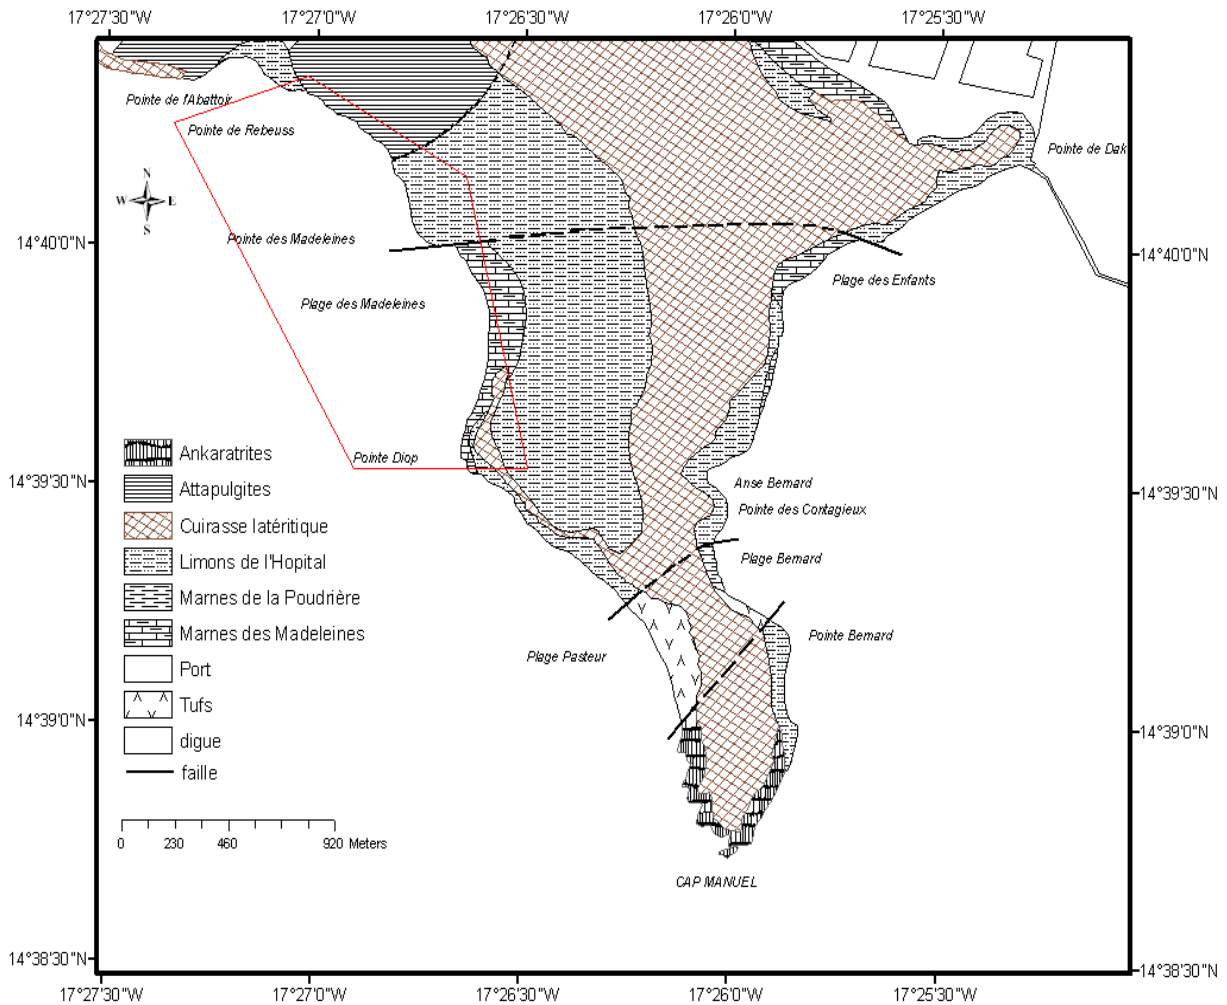 17°27'30"W 17°27'0"W 17°26'30"W 17°26'0"W 17°25'30"W
Pointe de l'Abattoir
Pointe de Rebeuss
Pointe de Dak
N
W E
S
14°40'0"N
Pointe des Madeleines
14°40'0"N
Plage des Enfants
Plage des Madeleines
Ankaratrites
Pointe Diop
14°39'30"N
Attapulgites
Anse Bernard
14°39'30"N
Pointe des Contagieux
Cuirasse latéritique
Limons de l'Hopital
Plage Bernard
Marnes de la Poudrière
Marnes des Madeleines
Pointe Bernard
Plage Pasteur
Port
Tufs
14°39'0"N
digue
14°39'0"N
faille
0 230 460 920 Meters
CAP MANUEL
14°38'30"N
14°38'30"N
17°27'30"W 17°27'0"W 17°26'30"W 17°26'0"W 17°25'30"W